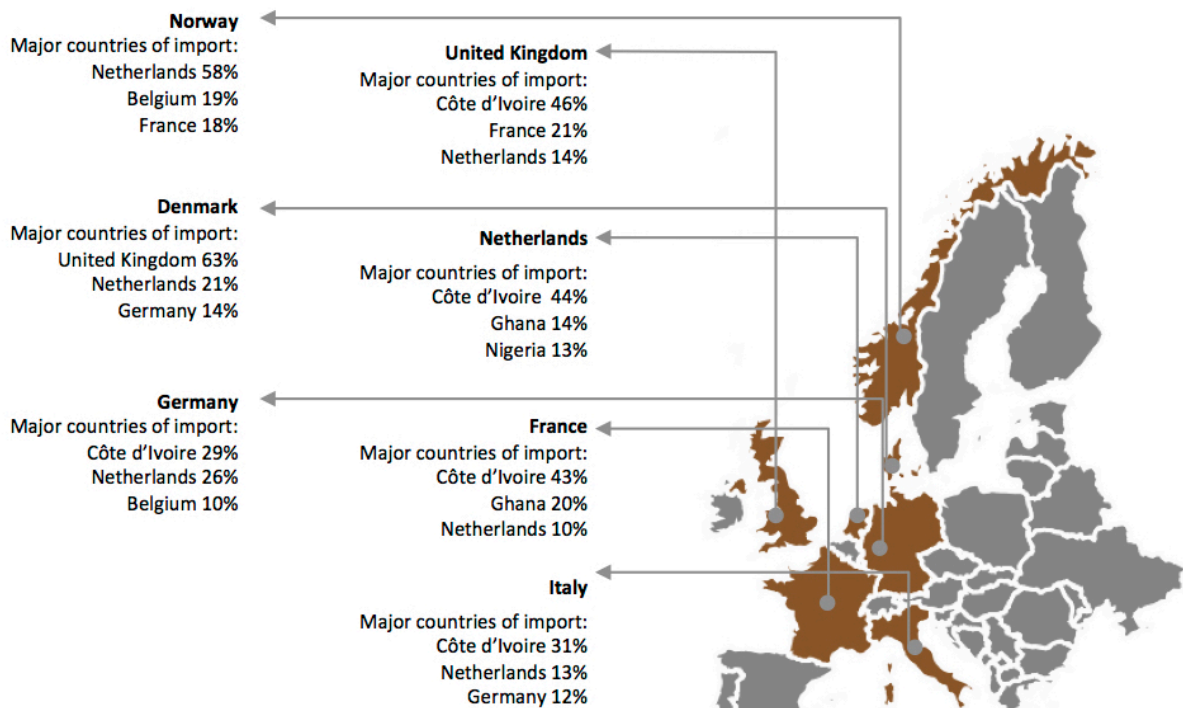 Norway
Major countries of import:
Netherlands 58%
Belgium 19%
France 18%
United Kingdom
Major countries of import:
Côte d’Ivoire 46%
France 21%
Netherlands 14%
Denmark
Major countries of import:
United Kingdom 63%
Netherlands 21%
Germany 14%
Netherlands
Major countries of import:
Côte d’Ivoire 44%
Ghana 14%
Nigeria 13%
Germany
Major countries of import:
Côte d’Ivoire 29%
Netherlands 26%
Belgium 10%
France
Major countries of import:
Côte d’Ivoire 43%
Ghana 20%
Netherlands 10%
Italy
Major countries of import:
Côte d’Ivoire 31%
Netherlands 13%
Germany 12%